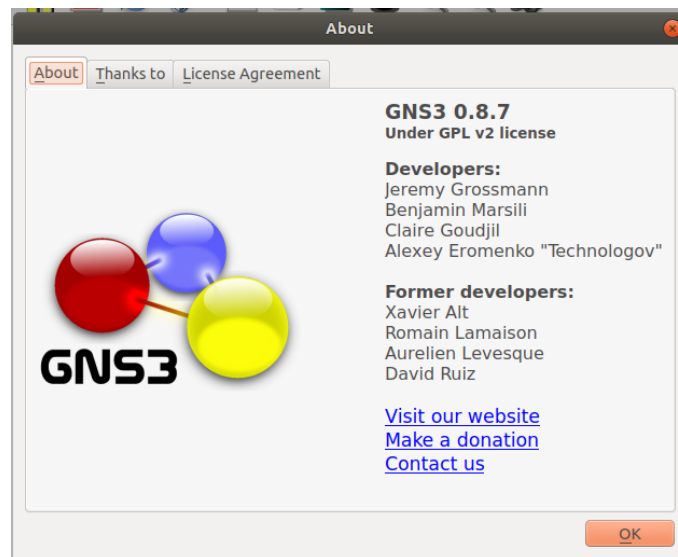 About
About Thanks to License Agreement
GNS3 0.8.7
Under GPL v2 license
Developers:
Jeremy Grossmann
Benjamin Marsili
Claire Goudjil
Alexey Eromenko "Technologov"
Former developers:
Xavier Alt
Romain Lamaison
Aurelien Levesque
David Ruiz
GNS3
Visit our website
Make a donation
Contact us
OK